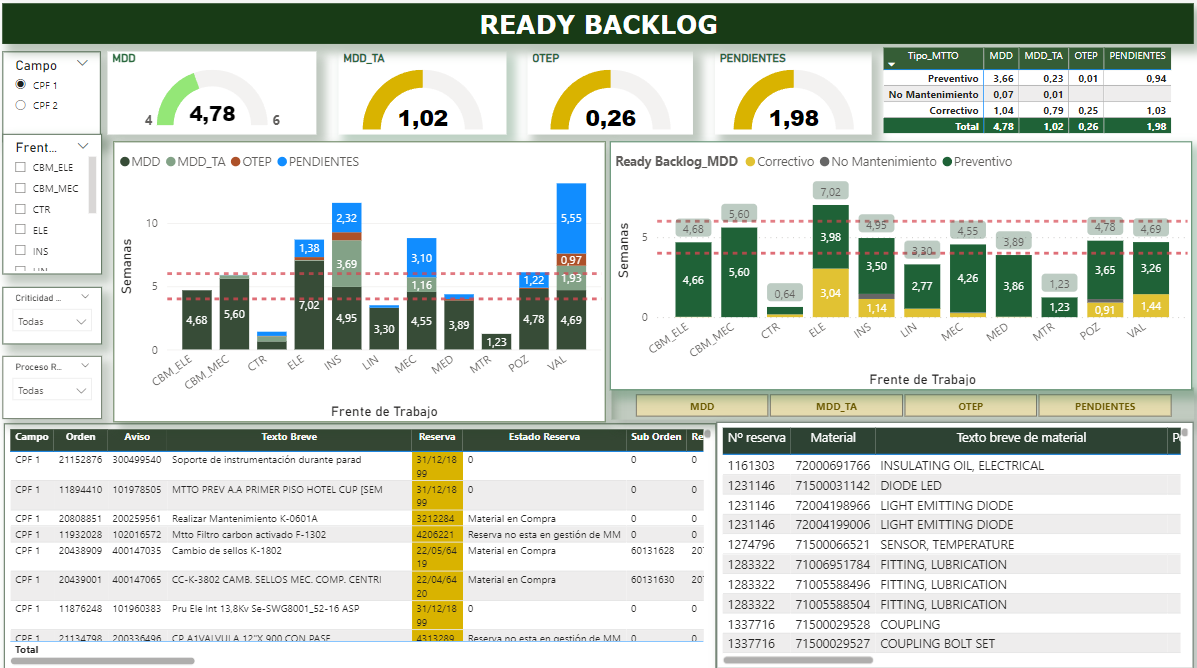 READY BACKLOG
Campo
CPF 1
CPF 2
MDD
4
4,78
6
MDD_TA
1,02
OTEP
0,26
PENDIENTES
1,98
Tipo_MTTO MDD MDD_TA OTEP PENDIENTES
Preventivo 3,66 0,23 0,01 0,94
No Mantenimiento 0,07 0,01
Correctivo 1,04 0,79 0,25 1,03
Total 4,78 1,02 0,26 1,98
Frent...
CBM_ELE
CBM_MEC
CTR
ELE
INS
Criticidad ...
Todas
Proceso R...
Todas
MDD MDD_TA OTEP PENDIENTES
Semanas
10
5
0
4,68
5,60
1,38
7,02
2,32
3,69
4,95
3,30
3,10
1,16
4,55
3,89
1,23
1,22
4,78
5,55
0,97
1,93
4,69
CBM_ELE CBM_MEC CTR ELE INS LIN MEC MED MTR POZ VAL
Frente de Trabajo
Ready Backlog_MDD Correctivo No Mantenimiento Preventivo
Semanas
5
0
4,68
4,66
5,60
5,60
0,64
7,02
3,98
3,04
4,95
3,50
1,14
3,30
2,77
4,55
4,26
3,89
3,86
1,23
1,23
4,78
3,65
0,91
4,69
3,26
1,44
CBM_ELE CBM_MEC CTR ELE INS LIN MEC MED MTR POZ VAL
Frente de Trabajo
MDD MDD_TA OTEP PENDIENTES
Campo Orden Aviso Texto Breve Reserva Estado Reserva Sub Orden Re
CPF 1 21152876 300499540 Soporte de instrumentación durante parad 31/12/18 0 0 0
99
CPF 1 11894410 101978505 MTTO PREV A.A PRIMER PISO HOTEL CUP [SEM 31/12/18 0 0 0
99
CPF 1 20808851 200259561 Realizar Mantenimiento K-0601A 3212284 Material en Compra 0 0
CPF 1 11932028 102016572 Mtto Filtro carbon activado F-1302 4206221 Reserva no esta en gestión de MM 0 0
CPF 1 20438909 400147035 Cambio de sellos K-1802 22/05/64 Material en Compra 60131628 20
19
CPF 1 20439001 400147065 CC-K-3802 CAMB. SELLOS MEC. COMP. CENTRI 22/04/64 Material en Compra 60131630 20
20
CPF 1 11876248 101960383 Pru Ele Int 13,8Kv Se-SWG8001_52-16 ASP 31/12/18 0 0 0
99
CPF 1 21134798 200336496 CP A1VALVULA 12"X 900 CON PASE 4313289 Reserva no esta en gestión de MM 0 0
Total
Nº reserva Material Texto breve de material
1161303 72000691766 INSULATING OIL, ELECTRICAL
1231146 71500031142 DIODE LED
1231146 72004198966 LIGHT EMITTING DIODE
1231146 72004199006 LIGHT EMITTING DIODE
1274796 71500066521 SENSOR, TEMPERATURE
1283322 71006951784 FITTING, LUBRICATION
1283322 71005588496 FITTING, LUBRICATION
1283322 71005588504 FITTING, LUBRICATION
1337716 71500029528 COUPLING
1337716 71500029527 COUPLING BOLT SET